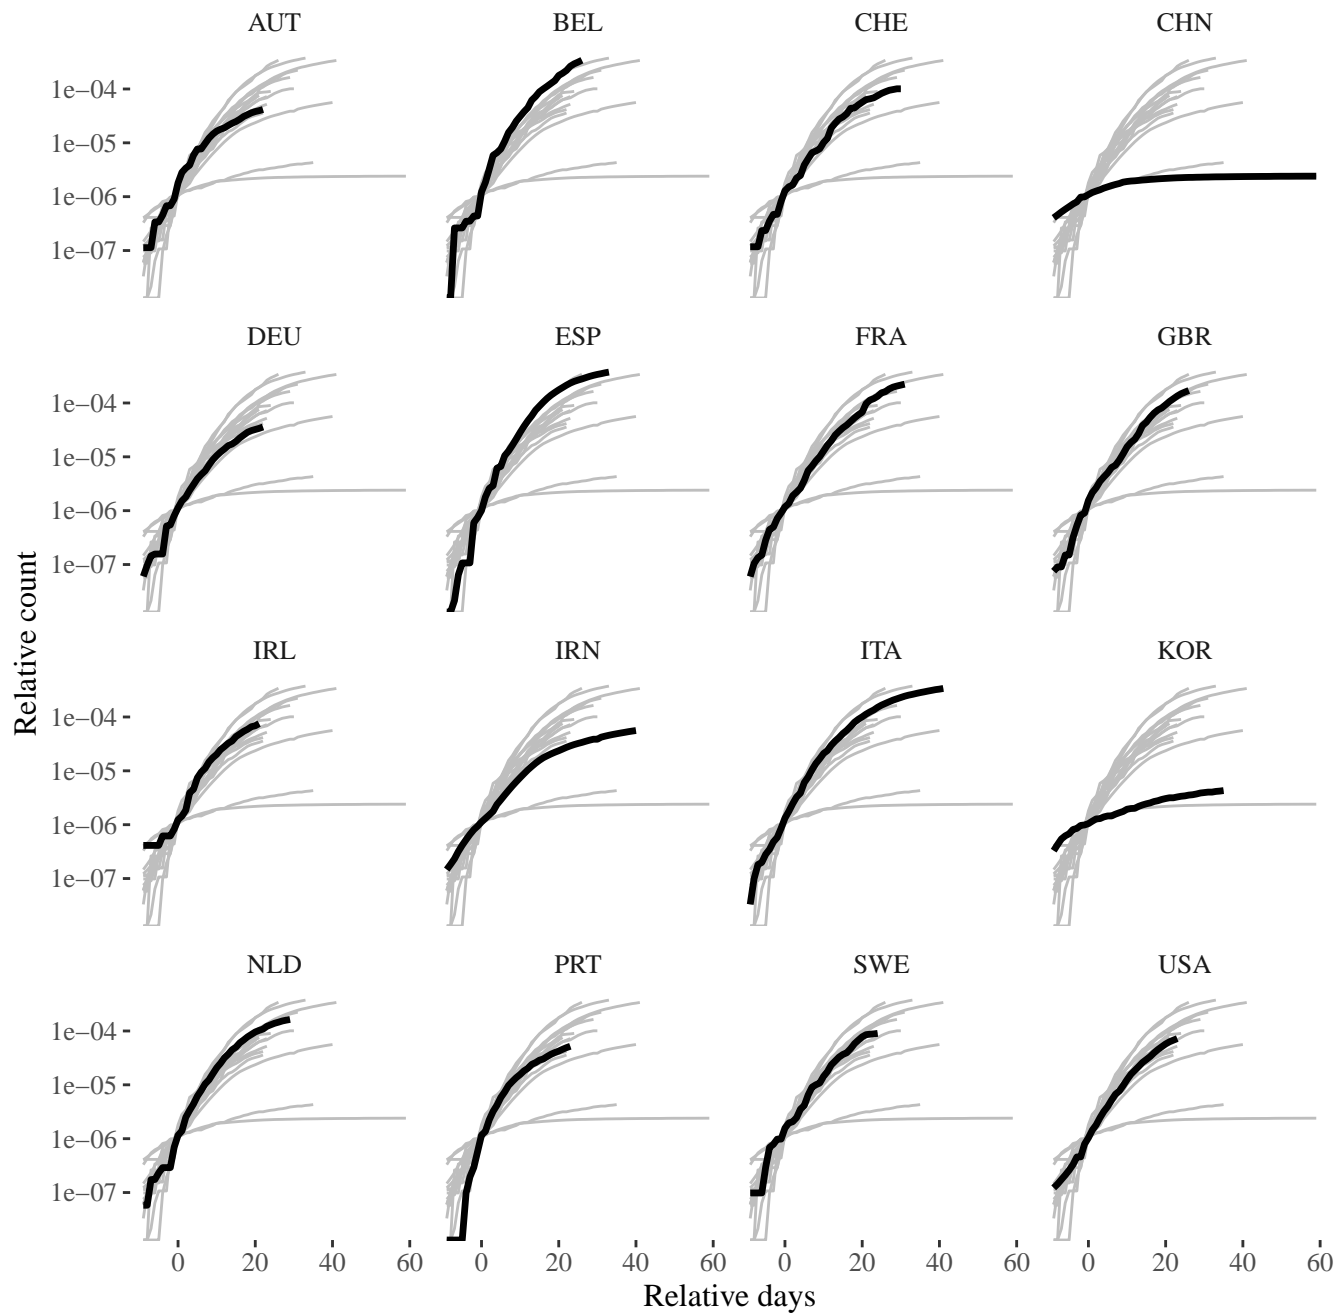 AUT BEL CHE CHN
1e−04
1e−05
1e−06
1e−07
DEU ESP FRA GBR
1e−04
1e−05
1e−06
1e−07
Relative count
IRL IRN ITA KOR
1e−04
1e−05
1e−06
1e−07
NLD PRT SWE USA
1e−04
1e−05
1e−06
1e−07
0 20 40 60 0 20 40 60 0 20 40 60 0 20 40 60
Relative days